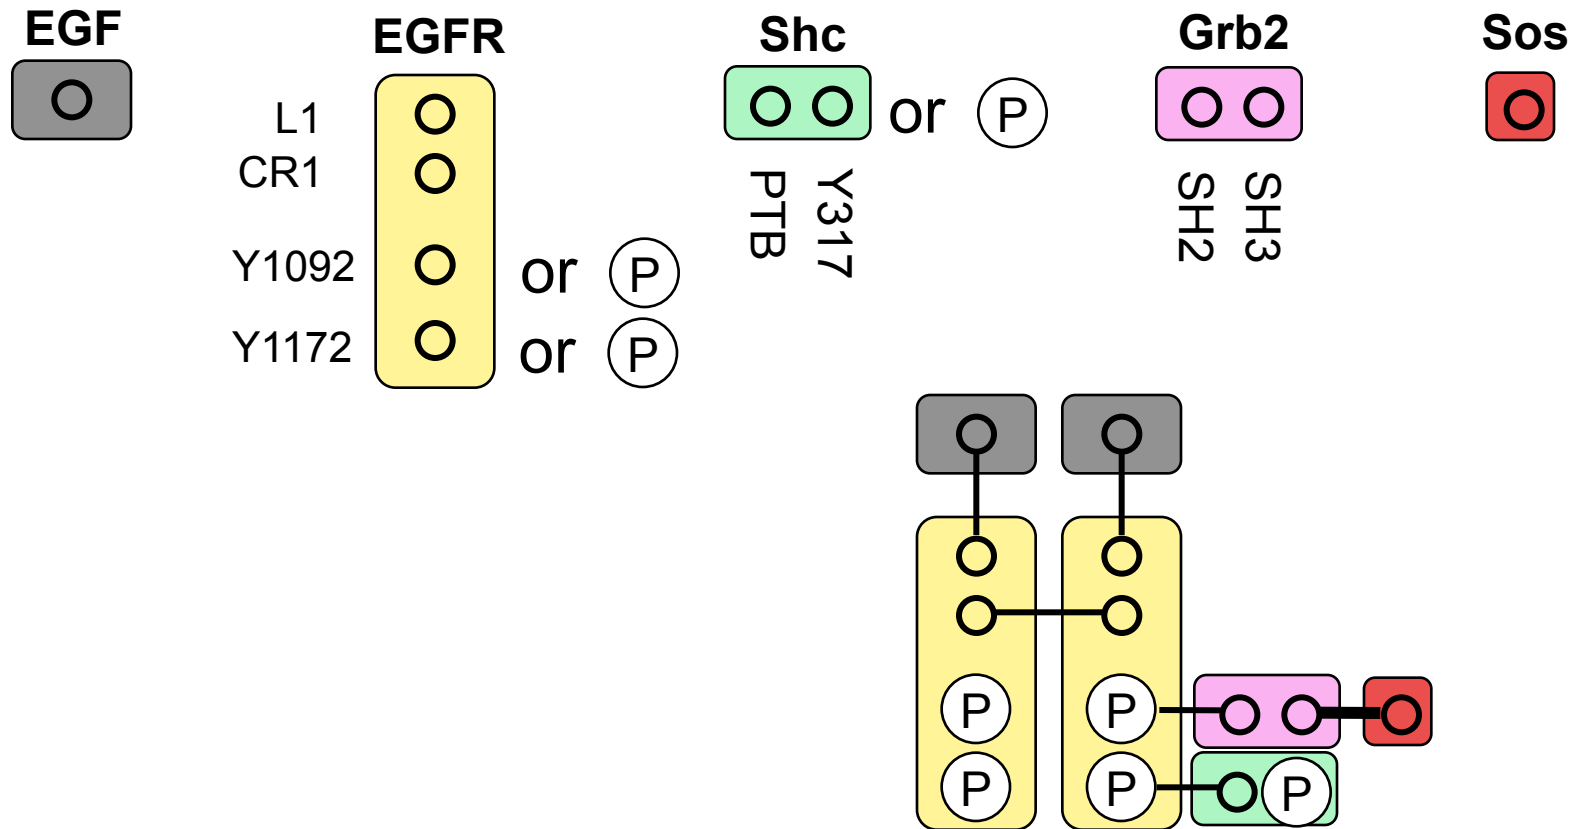 EGF
EGFR
Shc
Grb2
Sos
L1
CR1
Y1092
or P
Y1172
or P
or P
PTB
Y317
SH2
SH3
P
P
P
P
P